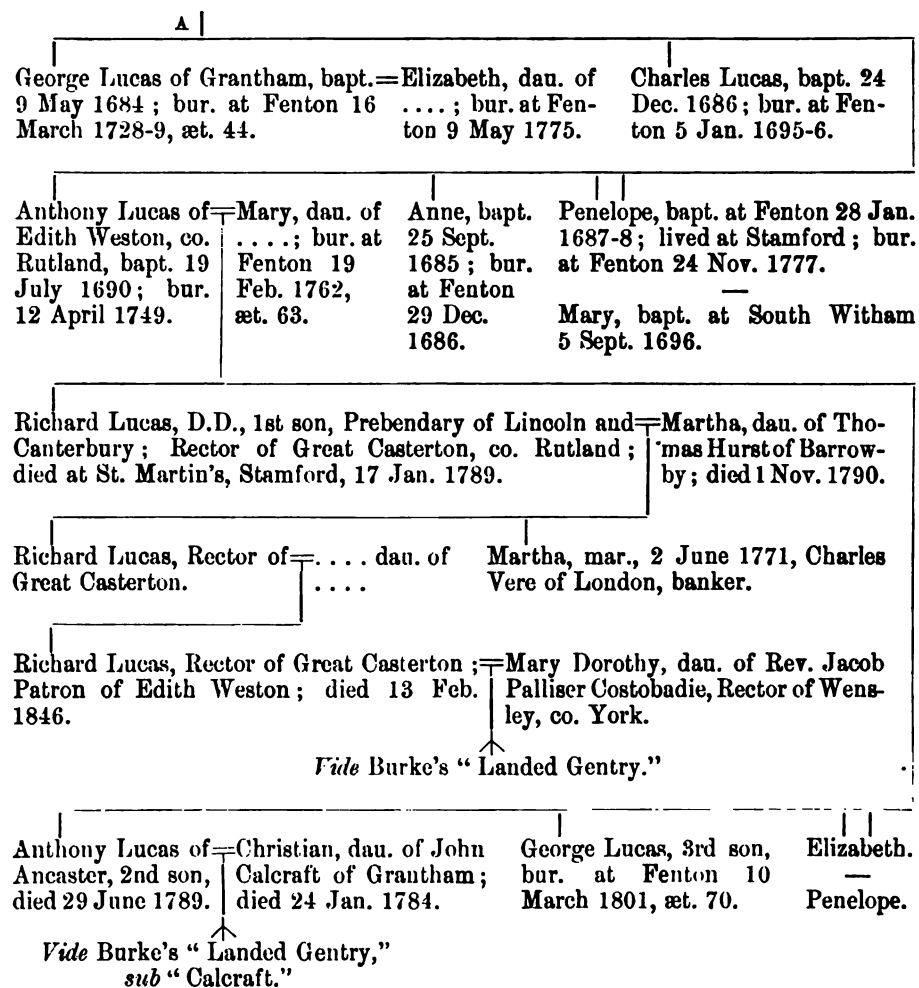 A
George Lucas of Grantham, bapt.=Elizabeth, dau. of
9 May 1684 ; bur. at Fenton 16
March 1728-9, æt. 44.
.... ; bur. at Fen-
ton 9 May 1775.
Charles Lucas, bapt. 24
Dec. 1686 ; bur. at Fen-
ton 5 Jan. 1695-6.
Anthony Lucas of
Edith Weston, co.
Rutland, bapt. 19
July 1690 ; bur.
12 April 1749.
=Mary, dau. of
.... ; bur. at
Fenton 19
Feb. 1762,
æt. 63.
Anne, bapt.
25 Sept.
1685 ; bur.
at Fenton
29 Dec.
1686.
Penelope, bapt. at Fenton 28 Jan.
1687-8 ; lived at Stamford ; bur.
at Fenton 24 Nov. 1777.
—
Mary, bapt. at South Witham
5 Sept. 1696.
Richard Lucas, D.D., 1st son, Prebendary of Lincoln and
Canterbury ; Rector of Great Casterton, co. Rutland ;
died at St. Martin's, Stamford, 17 Jan. 1789.
=Martha, dau. of Tho-
mas Hurst of Barrow-
by ; died 1 Nov. 1790.
Richard Lucas, Rector of
Great Casterton.
=.... dau. of
....
Martha, mar., 2 June 1771, Charles
Vere of London, banker.
Richard Lucas, Rector of Great Casterton ;
Patron of Edith Weston ; died 13 Feb.
1846.
=Mary Dorothy, dau. of Rev. Jacob
Palliser Costobadie, Rector of Wens-
ley, co. York.
Vide Burke's " Landed Gentry."
Anthony Lucas of
Ancaster, 2nd son,
died 29 June 1789.
=Christian, dau. of John
Calcraft of Grantham ;
died 24 Jan. 1784.
George Lucas, 3rd son,
bur. at Fenton 10
March 1801, æt. 70.
Elizabeth.
—
Penelope.
Vide Burke's " Landed Gentry,"
sub " Calcraft."